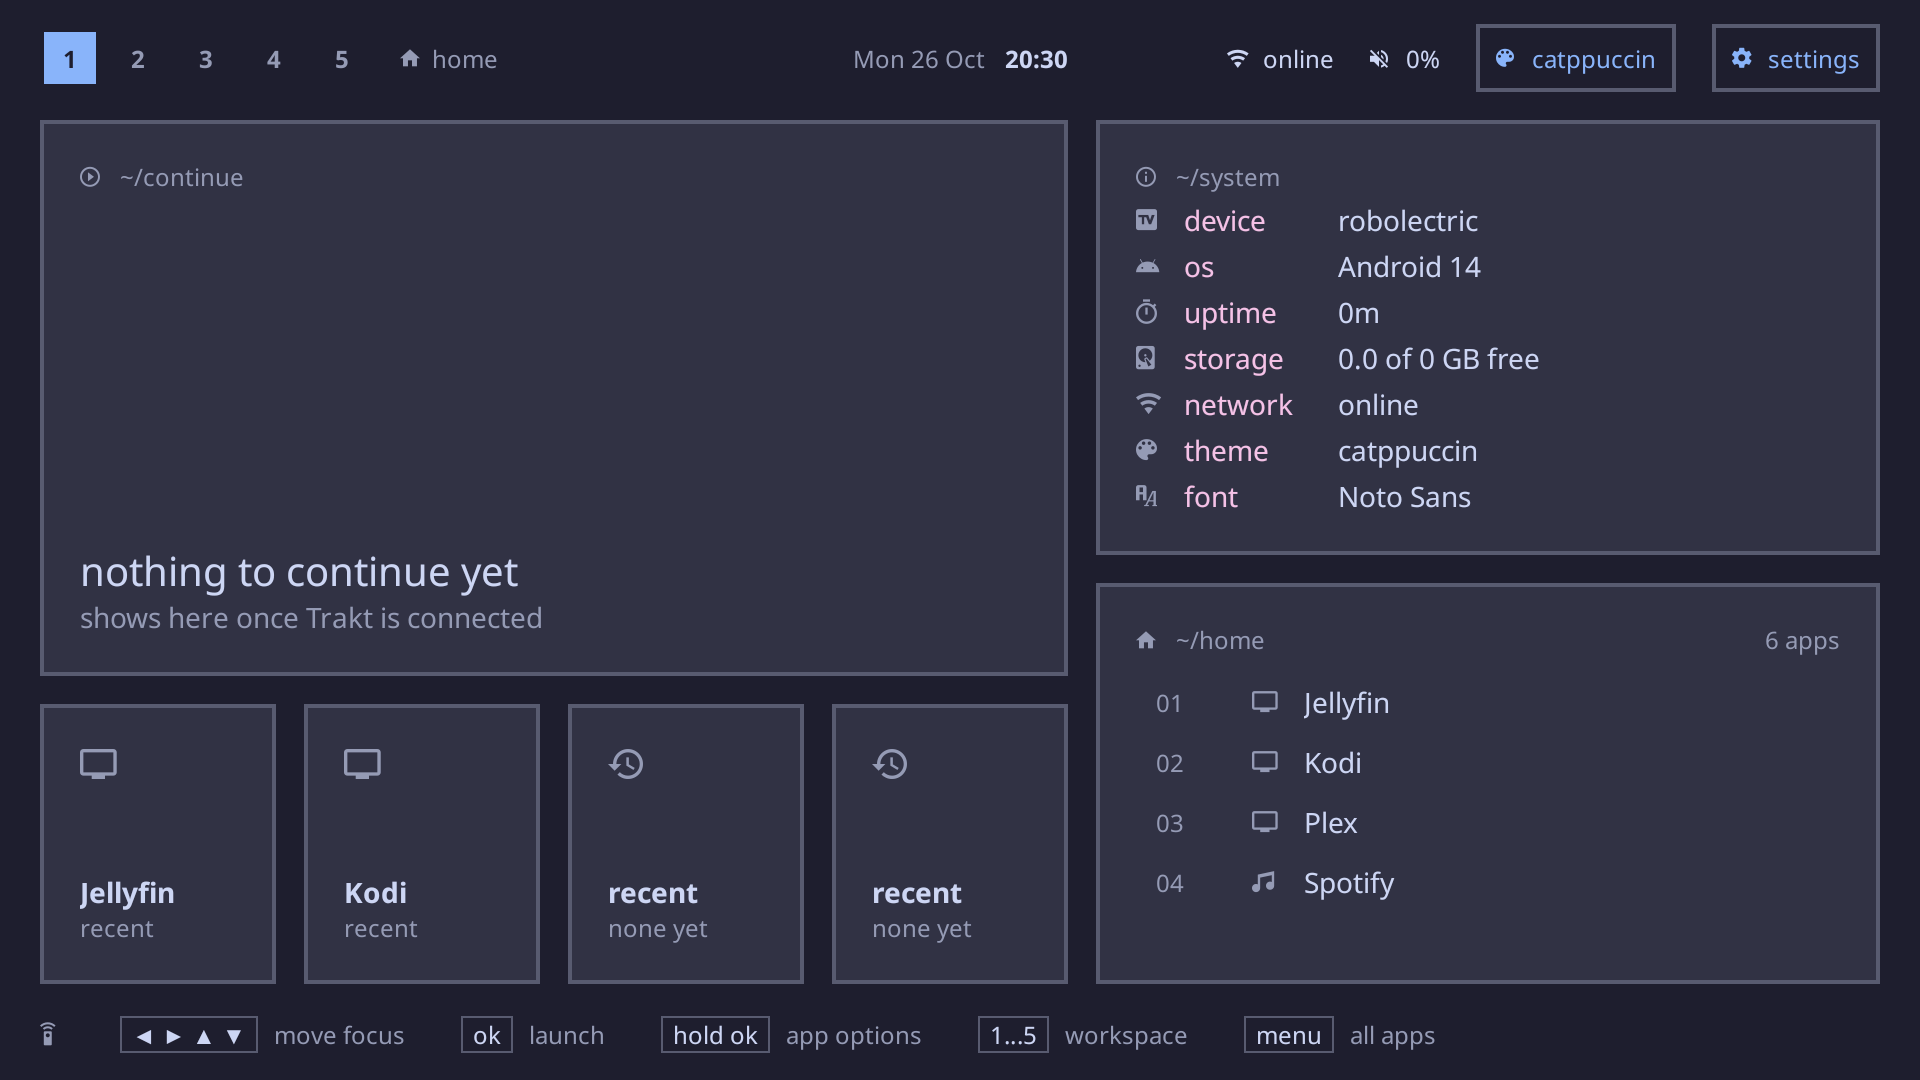 1 2 3 4 5 home
Mon 26 Oct 20:30
online 0% catppuccin settings
~/continue
nothing to continue yet
shows here once Trakt is connected
~/system
device robolectric
os Android 14
uptime 0m
storage 0.0 of 0 GB free
network online
theme catppuccin
font Noto Sans
Jellyfin
recent
Kodi
recent
recent
none yet
recent
none yet
~/home 6 apps
01 Jellyfin
02 Kodi
03 Plex
04 Spotify
◀ ▶ ▲ ▼ move focus ok launch hold ok app options 1...5 workspace menu all apps